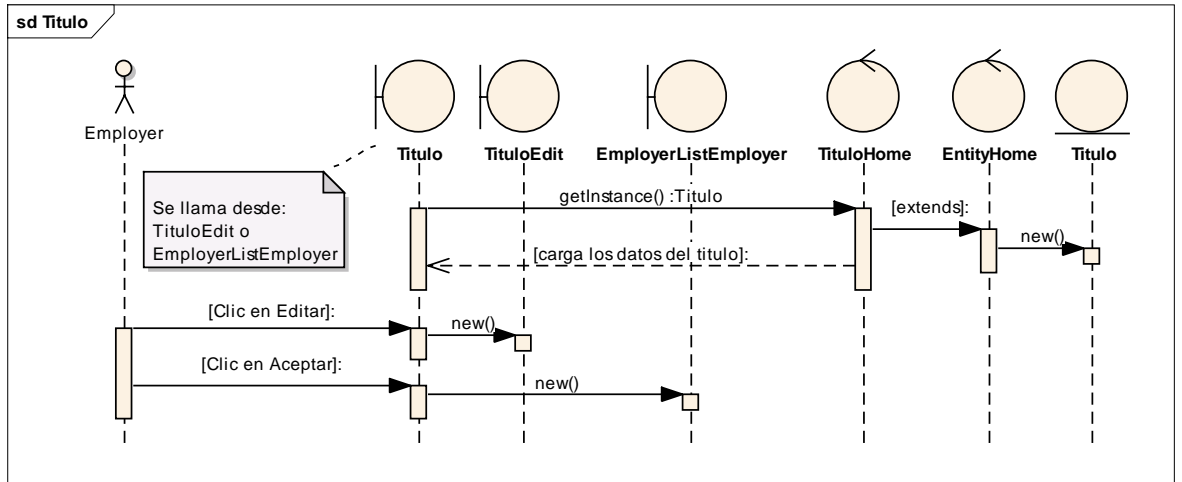 sd Titulo
Employer
Titulo
TituloEdit
EmployerListEmployer
TituloHome
EntityHome
Titulo
Se llama desde:
TituloEdit o
EmployerListEmployer
getInstance() :Titulo
[extends]:
new()
[carga los datos del titulo]:
[Clic en Editar]:
new()
[Clic en Aceptar]:
new()